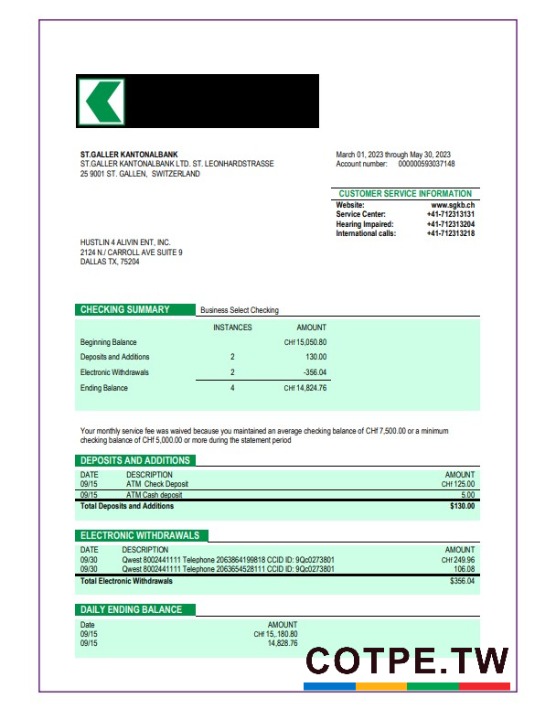 ST.GALLER KANTONALBANK
ST.GALLER KANTONALBANK LTD. ST. LEONHARDSTRASSE
25 9001 ST. GALLEN, SWITZERLAND
March 01, 2023 through May 30, 2023
Account number: 000000593037148
CUSTOMER SERVICE INFORMATION
Website: www.sgkb.ch
Service Center: +41-712313131
Hearing Impaired: +41-712313204
International calls: +41-712313218
HUSTLIN 4 ALIVIN ENT, INC.
2124 N./ CARROLL AVE SUITE 9
DALLAS TX, 75204
CHECKING SUMMARY Business Select Checking
INSTANCES AMOUNT
Beginning Balance CHf 15,050.80
Deposits and Additions 2 130.00
Electronic Withdrawals 2 -356.04
Ending Balance 4 CHf 14,824.76
Your monthly service fee was waived because you maintained an average checking balance of CHf 7,500.00 or a minimum
checking balance of CHf 5,000.00 or more during the statement period
DEPOSITS AND ADDITIONS
DATE DESCRIPTION AMOUNT
09/15 ATM Check Deposit CHf 125.00
09/15 ATM Cash deposit 5.00
Total Deposits and Additions $130.00
ELECTRONIC WITHDRAWALS
DATE DESCRIPTION AMOUNT
09/30 Qwest 8002441111 Telephone 2063864199818 CCID ID: 9Qc0273801 CHf 249.96
09/30 Qwest 8002441111 Telephone 2063654528111 CCID ID: 9Qc0273801 106.08
Total Electronic Withdrawals $356.04
DAILY ENDING BALANCE
Date AMOUNT
09/15 CHf 15,.180.80
09/15 14,828.76
COTPE.TW